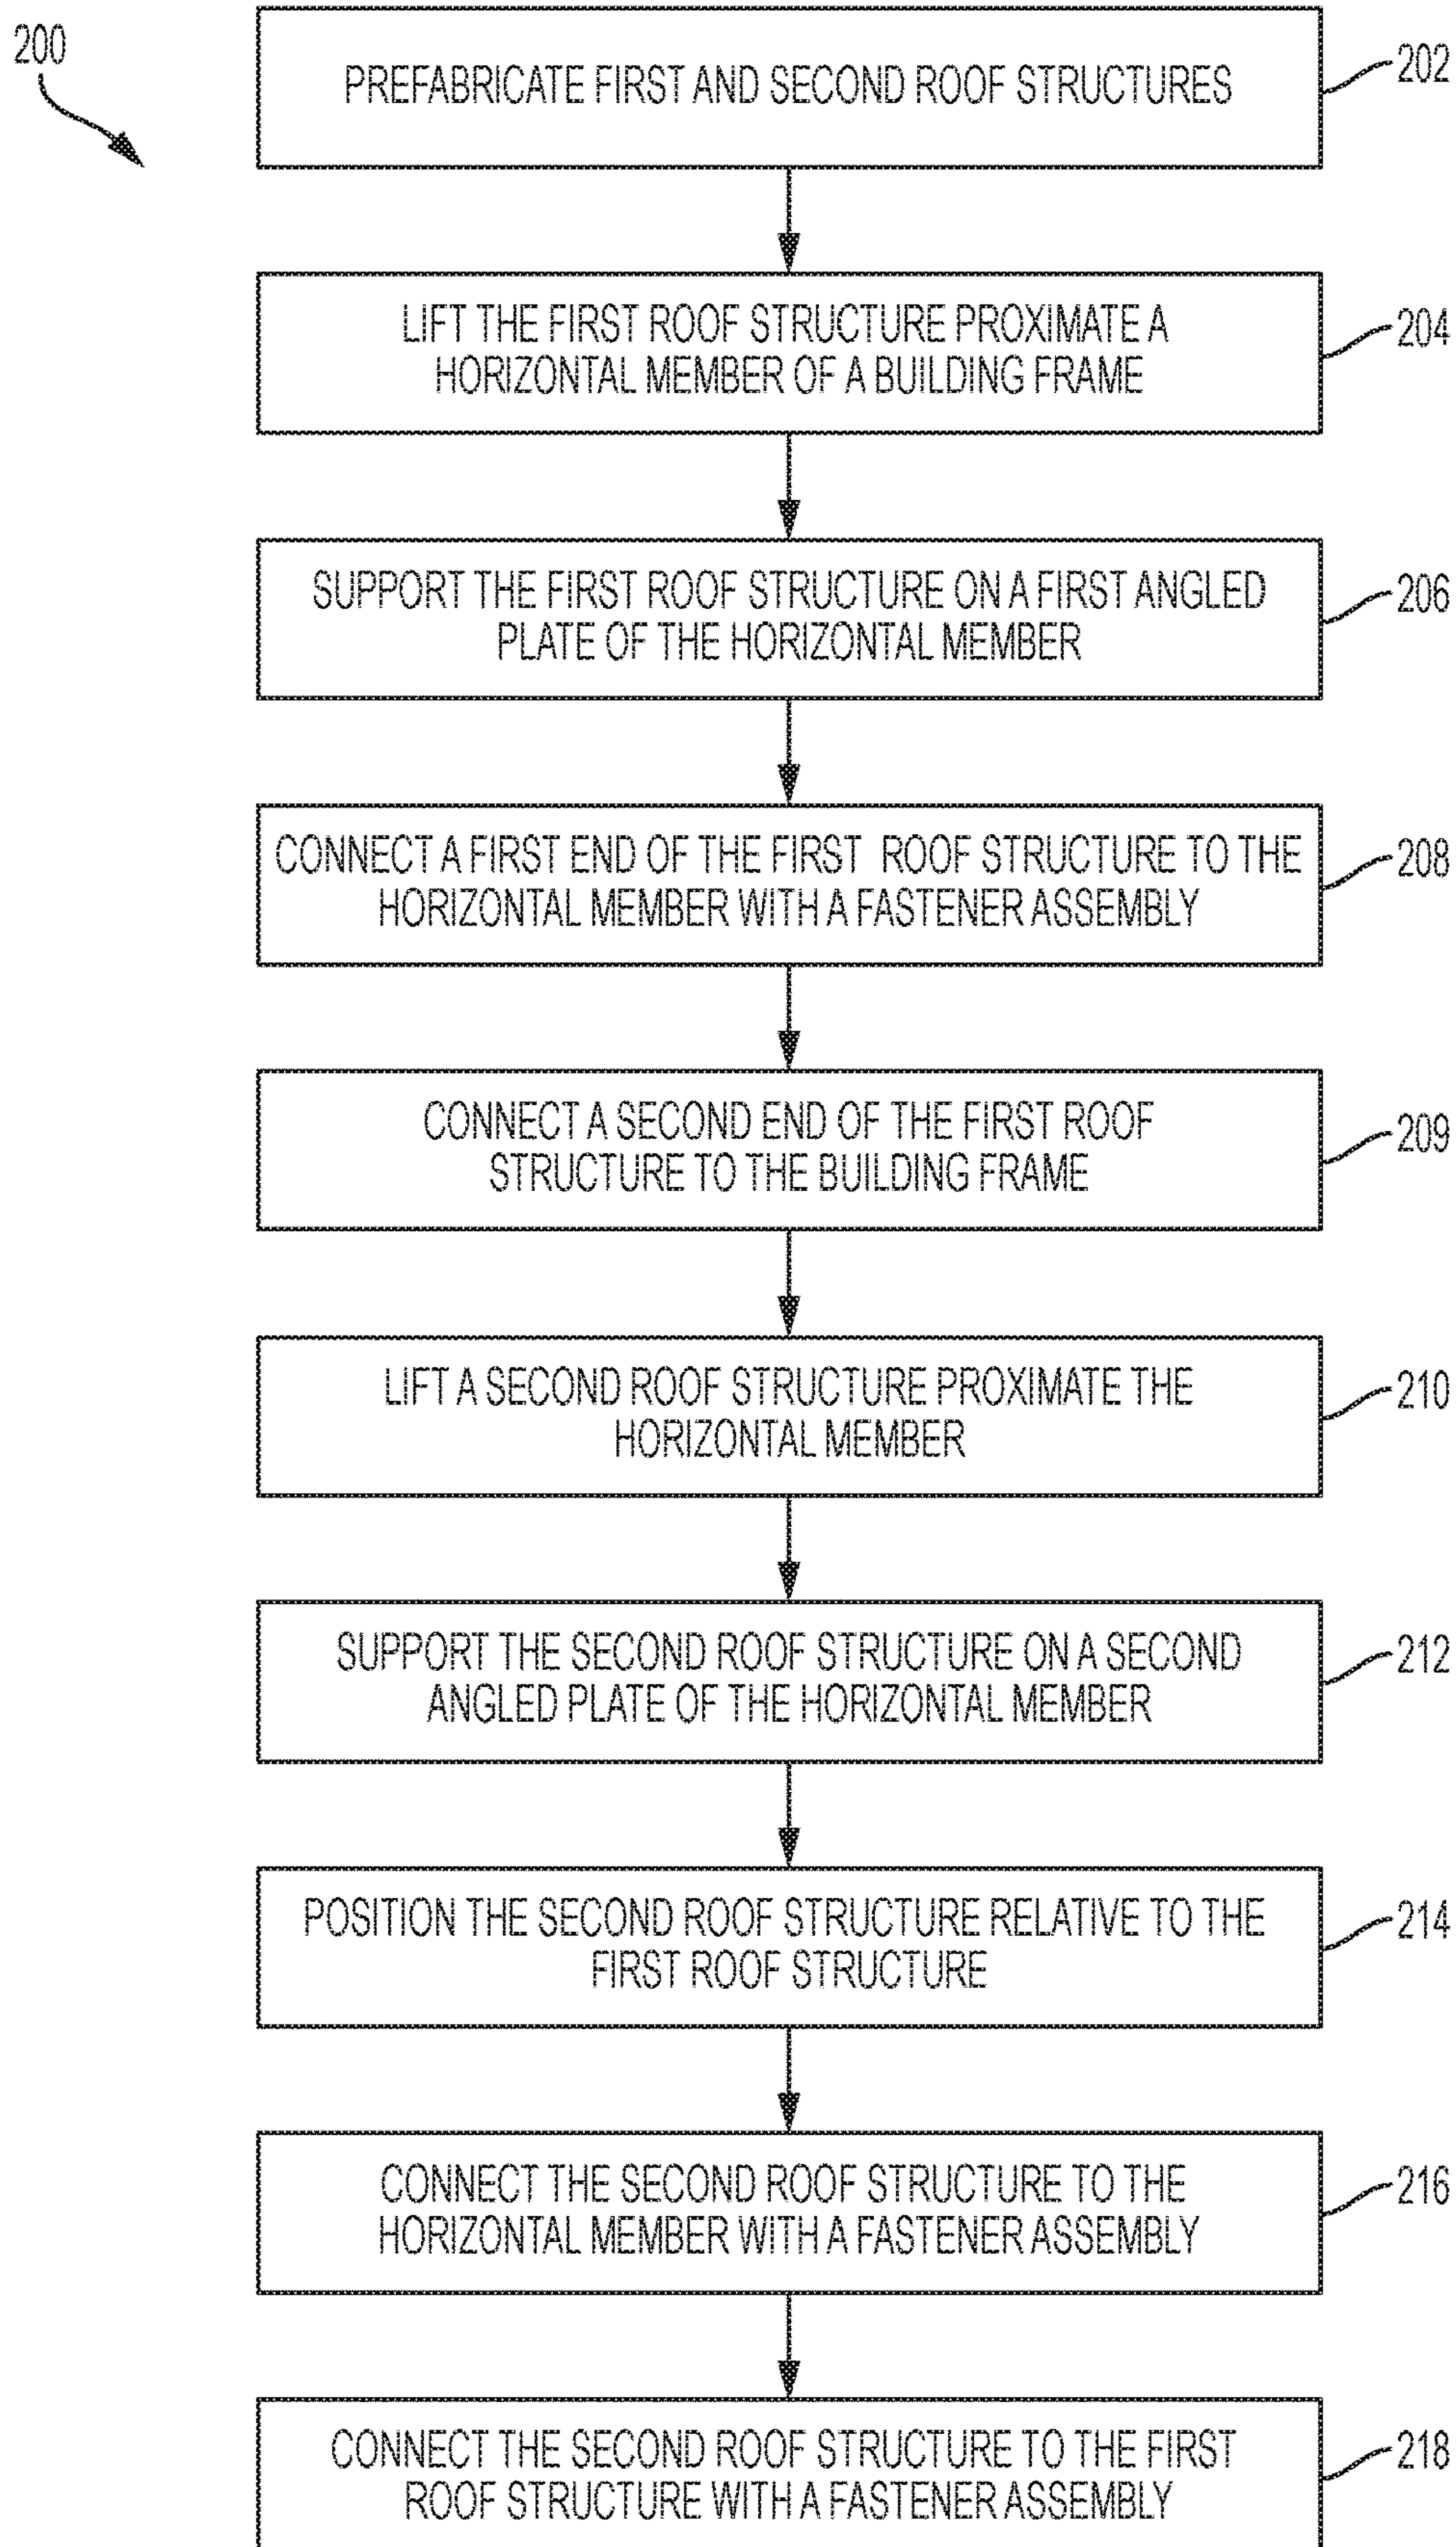 200
PREFABRICATE FIRST AND SECOND ROOF STRUCTURES
202
LIFT THE FIRST ROOF STRUCTURE PROXIMATE A
HORIZONTAL MEMBER OF A BUILDING FRAME
204
SUPPORT THE FIRST ROOF STRUCTURE ON A FIRST ANGLED
PLATE OF THE HORIZONTAL MEMBER
206
CONNECT A FIRST END OF THE FIRST ROOF STRUCTURE TO THE
HORIZONTAL MEMBER WITH A FASTENER ASSEMBLY
208
CONNECT A SECOND END OF THE FIRST ROOF
STRUCTURE TO THE BUILDING FRAME
209
LIFT A SECOND ROOF STRUCTURE PROXIMATE THE
HORIZONTAL MEMBER
210
SUPPORT THE SECOND ROOF STRUCTURE ON A SECOND
ANGLED PLATE OF THE HORIZONTAL MEMBER
212
POSITION THE SECOND ROOF STRUCTURE RELATIVE TO THE
FIRST ROOF STRUCTURE
214
CONNECT THE SECOND ROOF STRUCTURE TO THE
HORIZONTAL MEMBER WITH A FASTENER ASSEMBLY
216
CONNECT THE SECOND ROOF STRUCTURE TO THE FIRST
ROOF STRUCTURE WITH A FASTENER ASSEMBLY
218